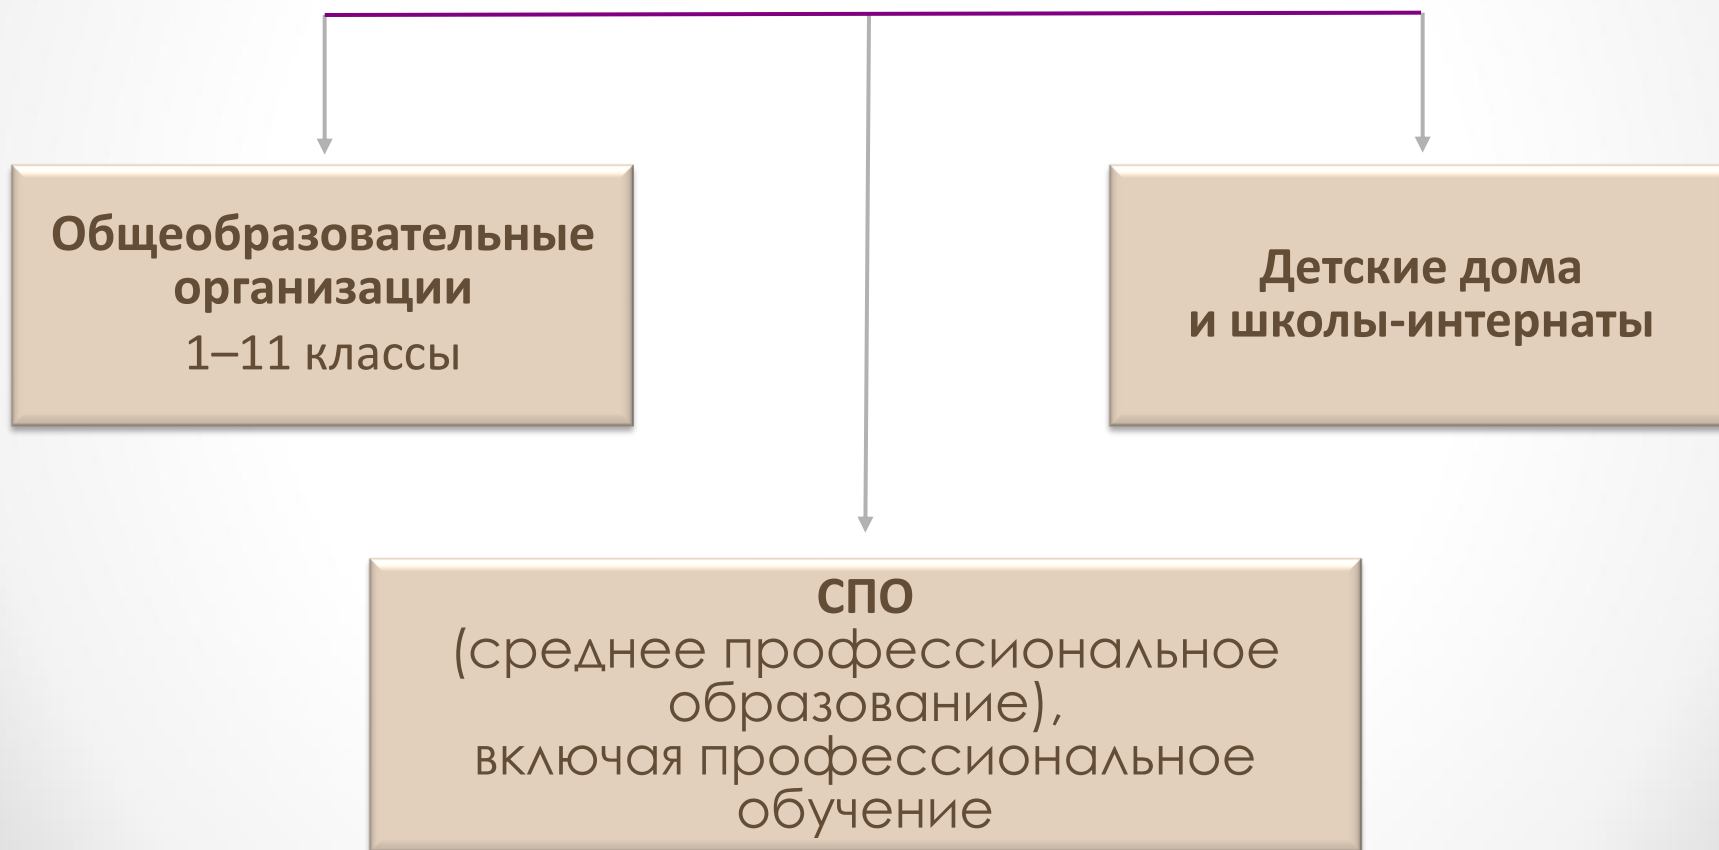 Общеобразовательные
организации
1–11 классы
Детские дома
и школы-интернаты
СПО
(среднее профессиональное
образование),
включая профессиональное
обучение